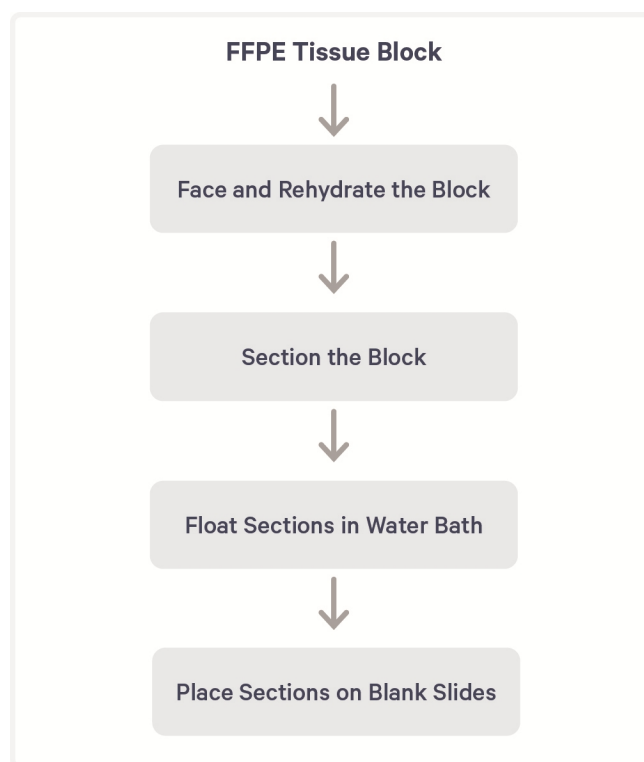 FFPE Tissue Block
Face and Rehydrate the Block
Section the Block
Float Sections in Water Bath
Place Sections on Blank Slides